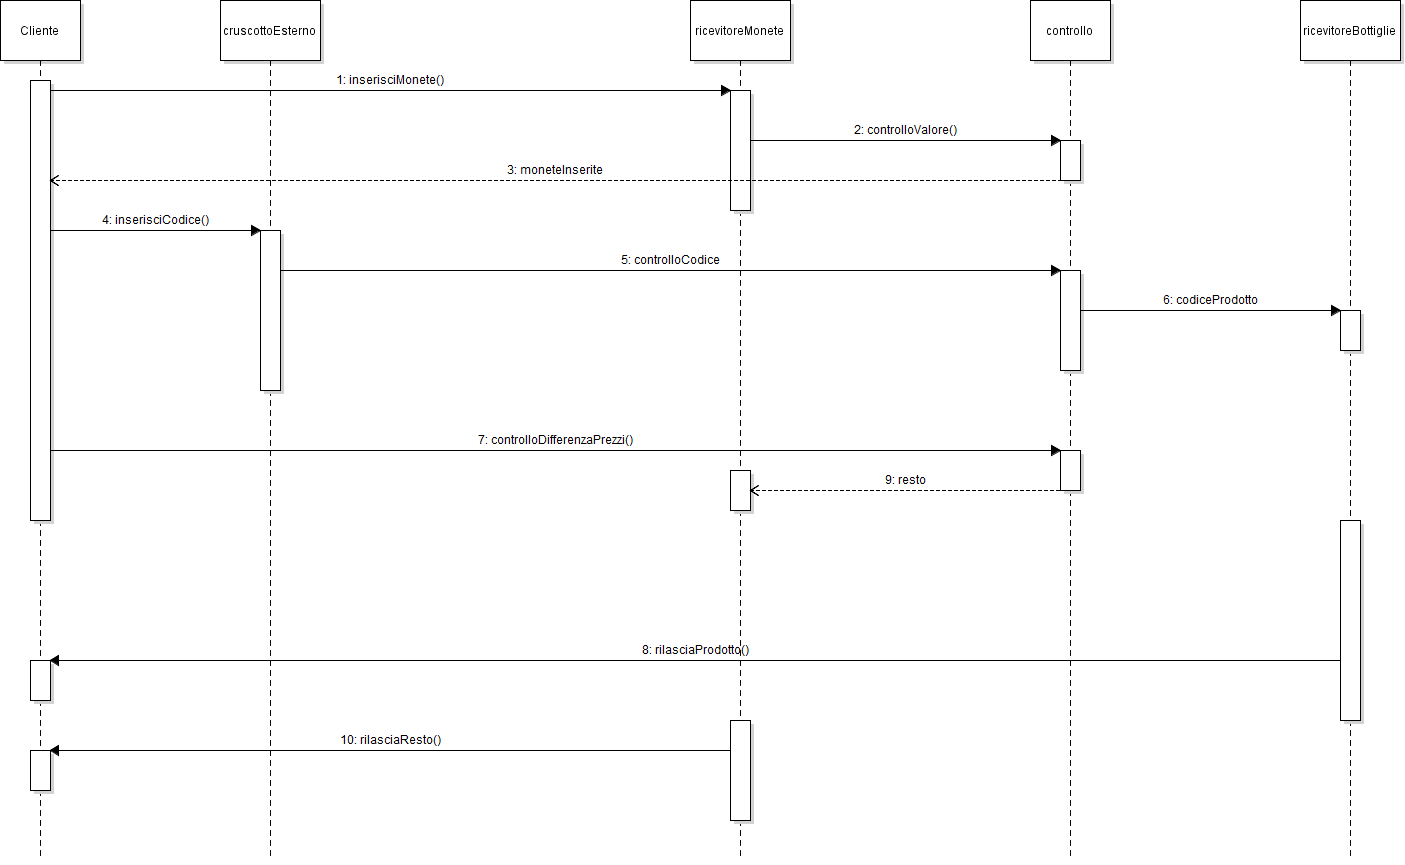 Cliente
cruscottoEsterno
ricevitoreMonete
controllo
ricevitoreBottiglie
1: inserisciMonete()
2: controlloValore()
3: moneteInserite
4: inserisciCodice()
5: controlloCodice
6: codiceProdotto
7: controlloDifferenzaPrezzi()
9: resto
8: rilasciaProdotto()
10: rilasciaResto()